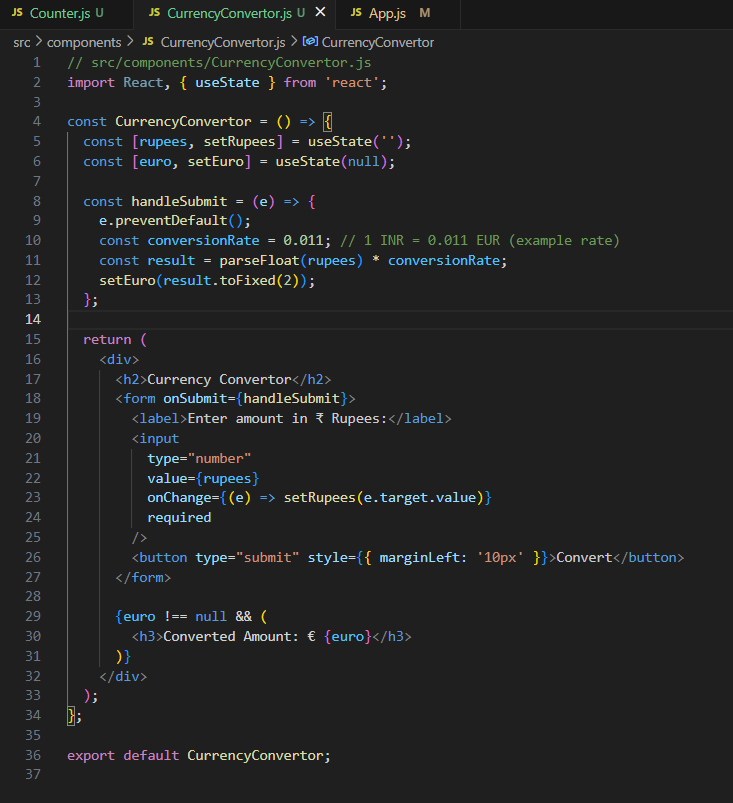 JS Counter.js U JS CurrencyConvertor.js U × JS App.js M
src > components > JS CurrencyConvertor.js > CurrencyConvertor
1 // src/components/CurrencyConvertor.js
2 import React, { useState } from 'react';
3
4 const CurrencyConvertor = () => {
5 const [rupees, setRupees] = useState('');
6 const [euro, setEuro] = useState(null);
7
8 const handleSubmit = (e) => {
9 e.preventDefault();
10 const conversionRate = 0.011; // 1 INR = 0.011 EUR (example rate)
11 const result = parseFloat(rupees) * conversionRate;
12 setEuro(result.toFixed(2));
13 };
14
15 return (
16 <div>
17 <h2>Currency Convertor</h2>
18 <form onSubmit={handleSubmit}>
19 <label>Enter amount in ₹ Rupees:</label>
20 <input
21 type="number"
22 value={rupees}
23 onChange={(e) => setRupees(e.target.value)}
24 required
25 />
26 <button type="submit" style={{ marginLeft: '10px' }}>Convert</button>
27 </form>
28
29 {euro !== null && (
30 <h3>Converted Amount: € {euro}</h3>
31 )}
32 </div>
33 );
34 };
35
36 export default CurrencyConvertor;
37